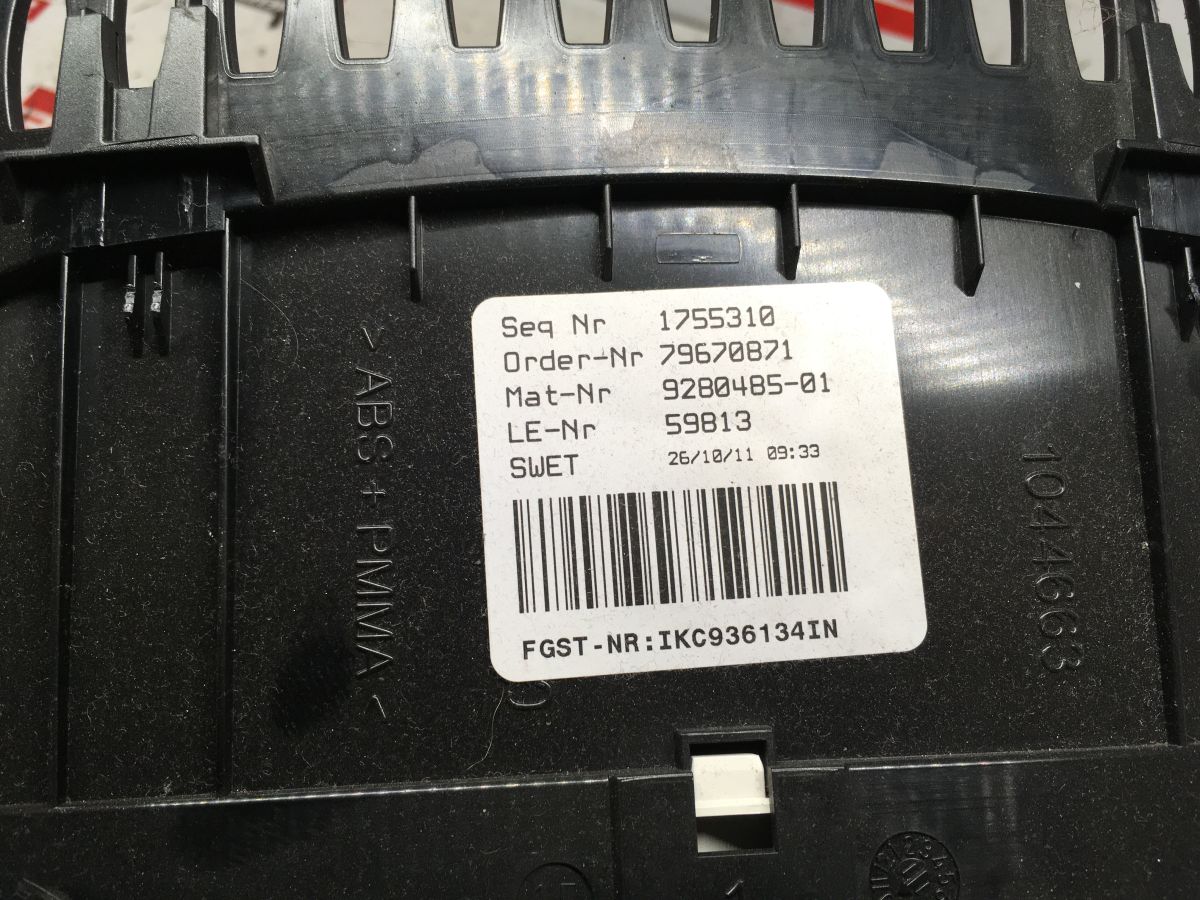 Seq Nr 1755310
Order-Nr 79670871
Mat-Nr 9280485-01
LE-Nr 59813
SWET 26/10/11 09:33
FGST-NR:IKC936134IN
>ABS+PMMA<
1044663